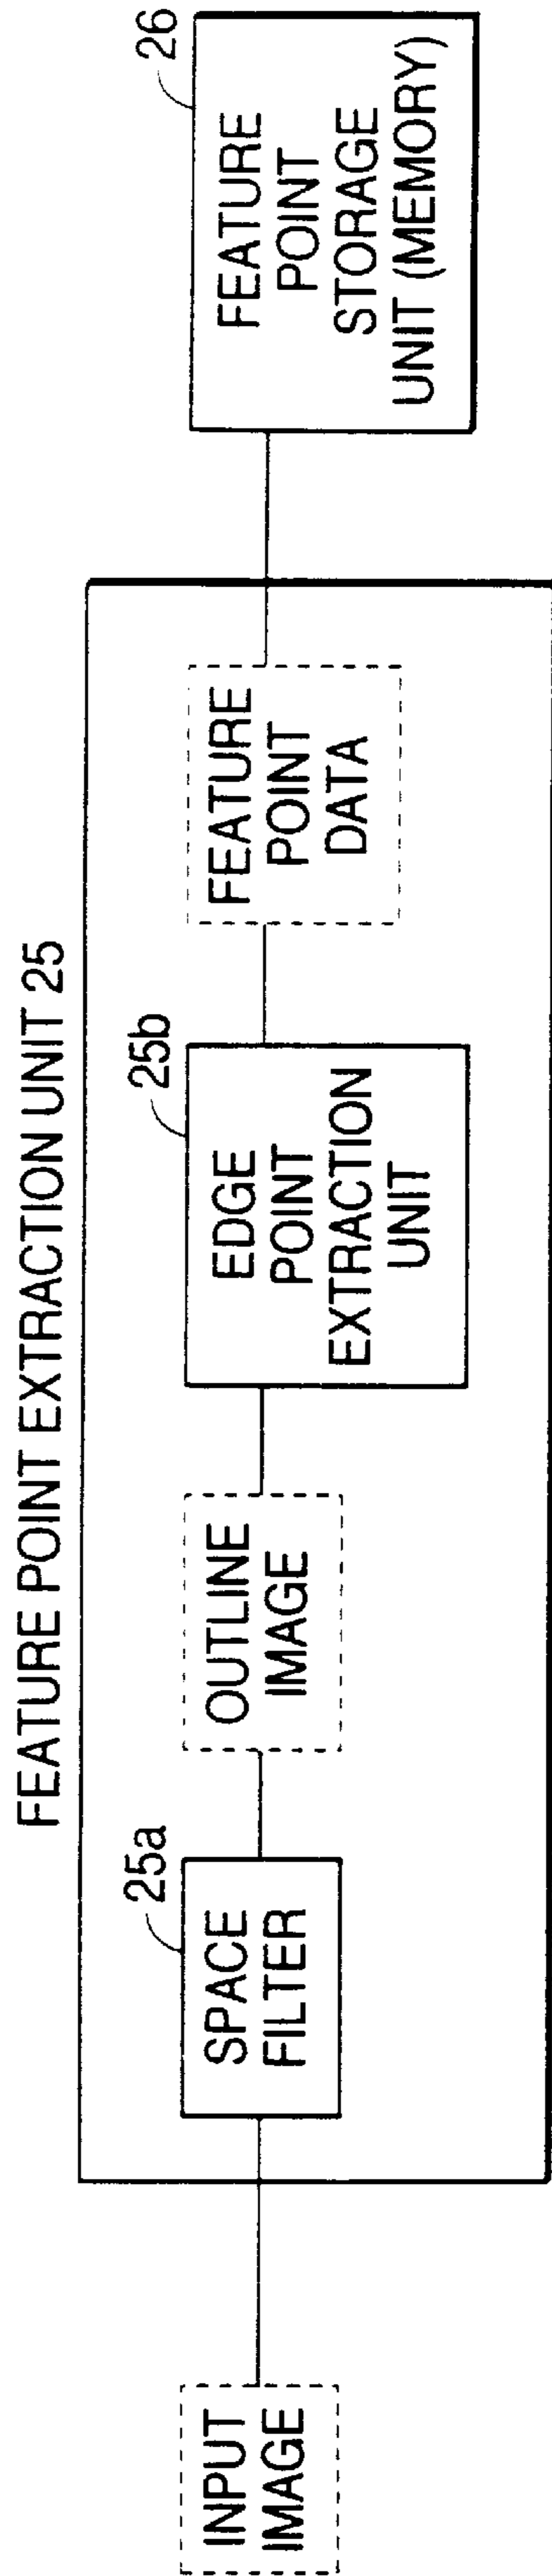 FEATURE POINT EXTRACTION UNIT 25
INPUT
IMAGE
25a
SPACE
FILTER
OUTLINE
IMAGE
25b
EDGE
POINT
EXTRACTION
UNIT
FEATURE
POINT
DATA
26
FEATURE
POINT
STORAGE
UNIT (MEMORY)